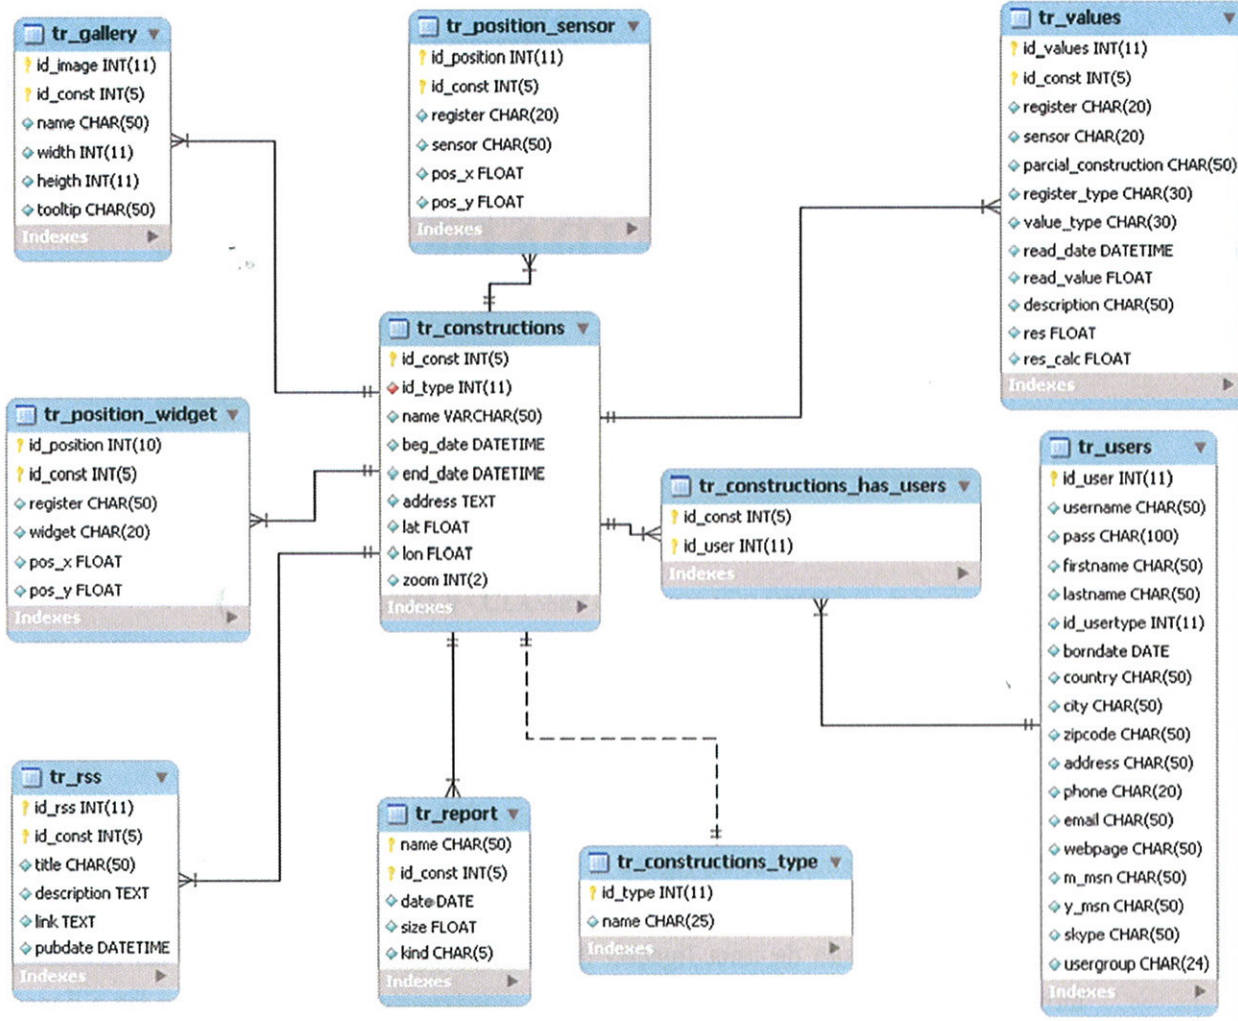 tr_gallery
id_image INT(11)
id_const INT(5)
name CHAR(50)
width INT(11)
heigth INT(11)
tooltip CHAR(50)
Indexes
tr_position_sensor
id_position INT(11)
id_const INT(5)
register CHAR(20)
sensor CHAR(50)
pos_x FLOAT
pos_y FLOAT
Indexes
tr_values
id_values INT(11)
id_const INT(5)
register CHAR(20)
sensor CHAR(20)
parcial_construction CHAR(50)
register_type CHAR(30)
value_type CHAR(30)
read_date DATETIME
read_value FLOAT
description CHAR(50)
res FLOAT
res_calc FLOAT
Indexes
tr_constructions
id_const INT(5)
id_type INT(11)
name VARCHAR(50)
beg_date DATETIME
end_date DATETIME
address TEXT
lat FLOAT
lon FLOAT
zoom INT(2)
Indexes
tr_position_widget
id_position INT(10)
id_const INT(5)
register CHAR(50)
widget CHAR(20)
pos_x FLOAT
pos_y FLOAT
Indexes
tr_constructions_has_users
id_const INT(5)
id_user INT(11)
Indexes
tr_users
id_user INT(11)
username CHAR(50)
pass CHAR(100)
firstname CHAR(50)
lastname CHAR(50)
id_usertype INT(11)
borndate DATE
country CHAR(50)
city CHAR(50)
zipcode CHAR(50)
address CHAR(50)
phone CHAR(20)
email CHAR(50)
webpage CHAR(50)
m_msn CHAR(50)
y_msn CHAR(50)
skype CHAR(50)
usergroup CHAR(24)
Indexes
tr_rss
id_rss INT(11)
id_const INT(5)
title CHAR(50)
description TEXT
link TEXT
pubdate DATETIME
Indexes
tr_report
name CHAR(50)
id_const INT(5)
date DATE
size FLOAT
kind CHAR(5)
Indexes
tr_constructions_type
id_type INT(11)
name CHAR(25)
Indexes